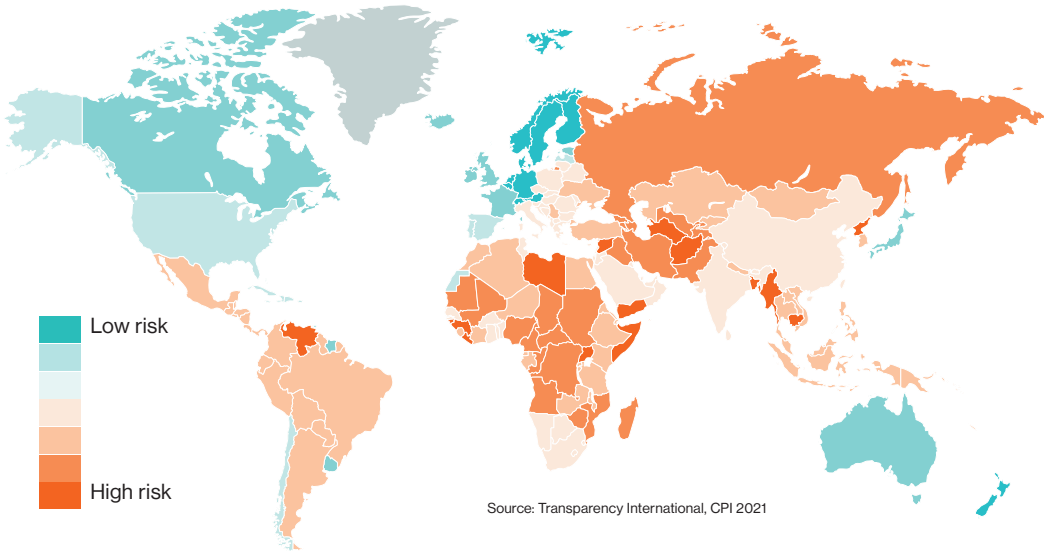 Low risk
High risk
Source: Transparency International, CPI 2021